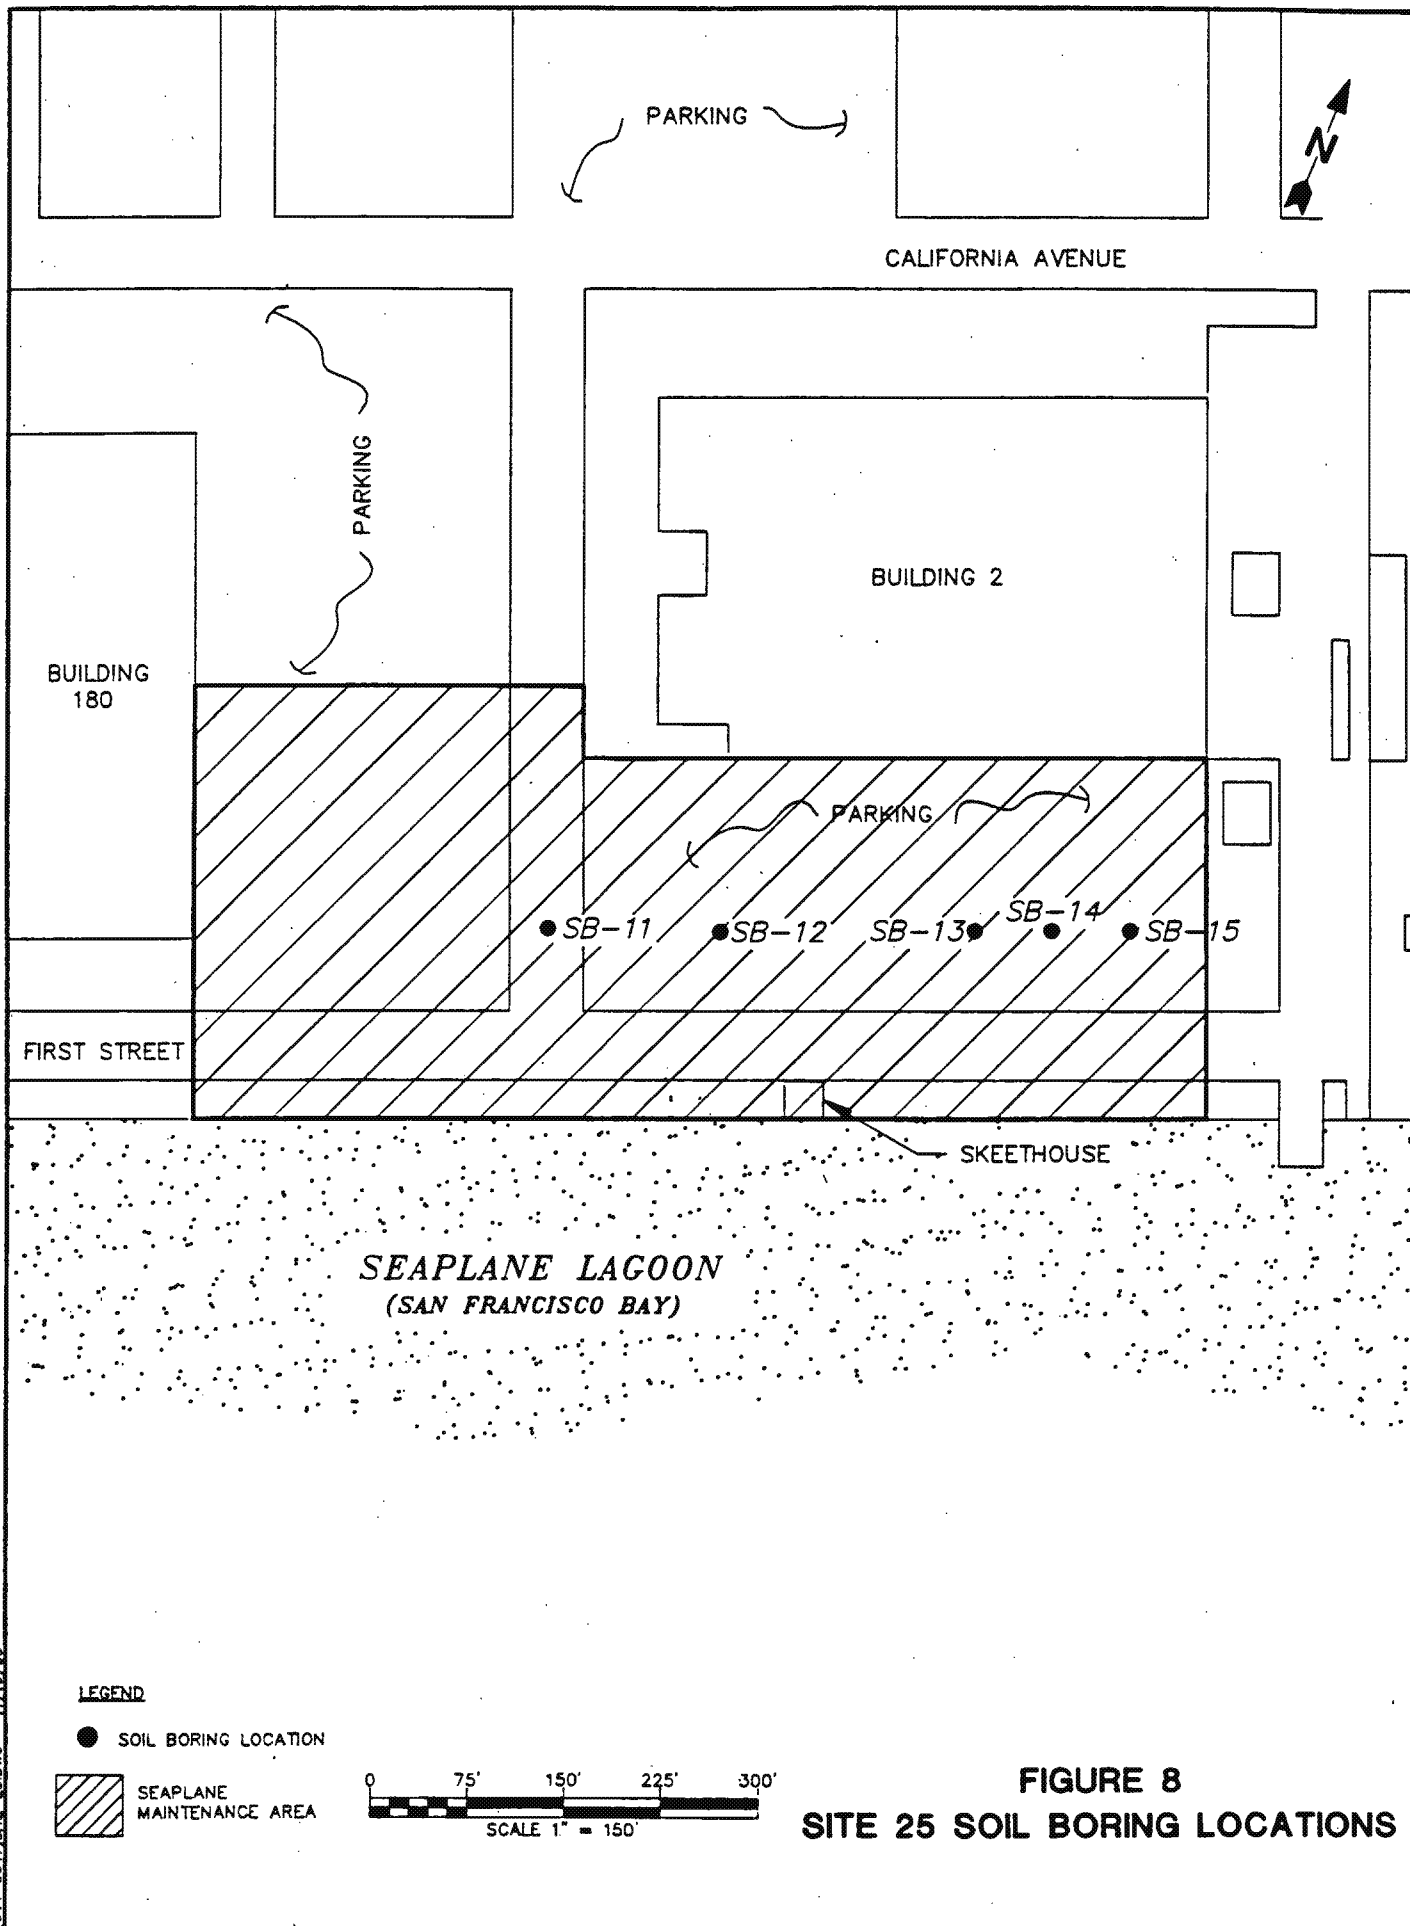 PARKING
N
CALIFORNIA AVENUE
PARKING
BUILDING 2
BUILDING
180
PARKING
SB-11
SB-12
SB-13
SB-14
SB-15
FIRST STREET
SKEETHOUSE
SEAPLANE LAGOON
(SAN FRANCISCO BAY)
LEGEND
SOIL BORING LOCATION
SEAPLANE
MAINTENANCE AREA
0 75' 150' 225' 300'
SCALE 1" = 150'
FIGURE 8
SITE 25 SOIL BORING LOCATIONS